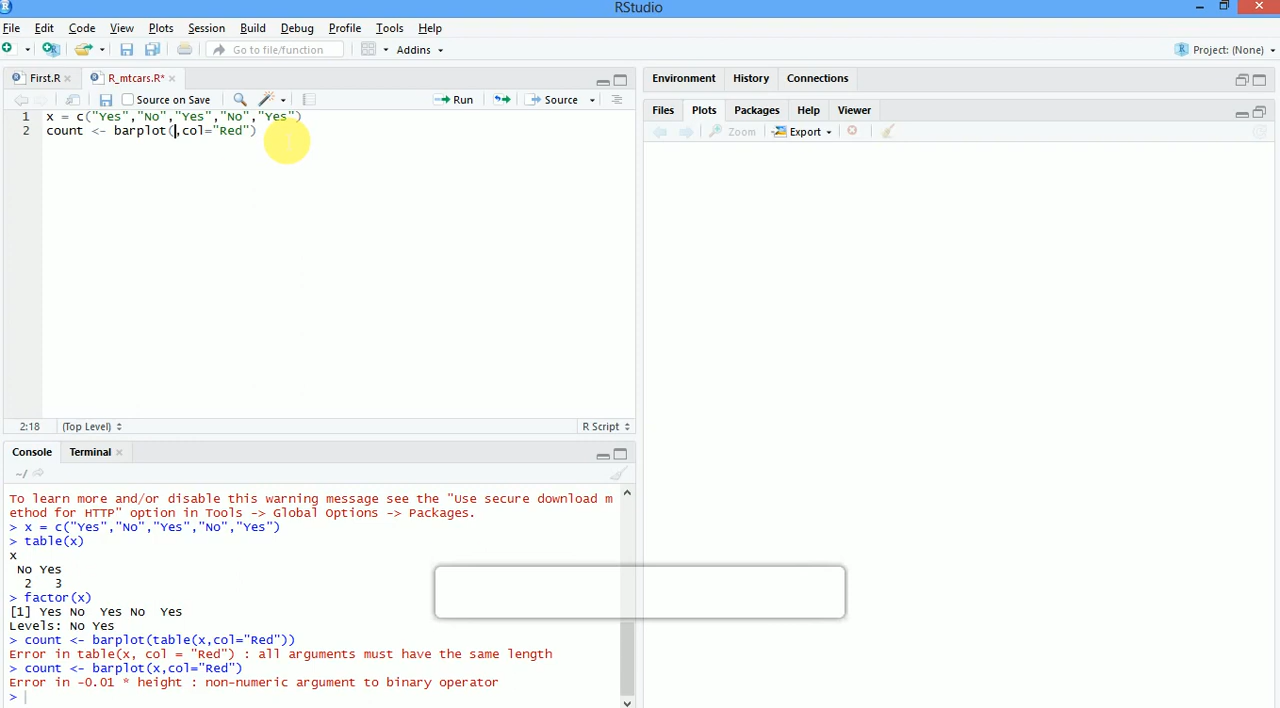 RStudio
File Edit Code View Plots Session Build Debug Profile Tools Help
Go to file/function Addins Project: (None)
First.R R_mtcars.R*
Source on Save Run Source
1 x = c("Yes","No","Yes","No","Yes")
2 count <- barplot(,col="Red")
2:18 (Top Level) R Script
Console Terminal
~/
To learn more and/or disable this warning message see the "Use secure download m
ethod for HTTP" option in Tools -> Global Options -> Packages.
> x = c("Yes","No","Yes","No","Yes")
> table(x)
x
No Yes
2 3
> factor(x)
[1] Yes No Yes No Yes
Levels: No Yes
> count <- barplot(table(x,col="Red"))
Error in table(x, col = "Red") : all arguments must have the same length
> count <- barplot(x,col="Red")
Error in -0.01 * height : non-numeric argument to binary operator
>
Environment History Connections
Files Plots Packages Help Viewer
Zoom Export